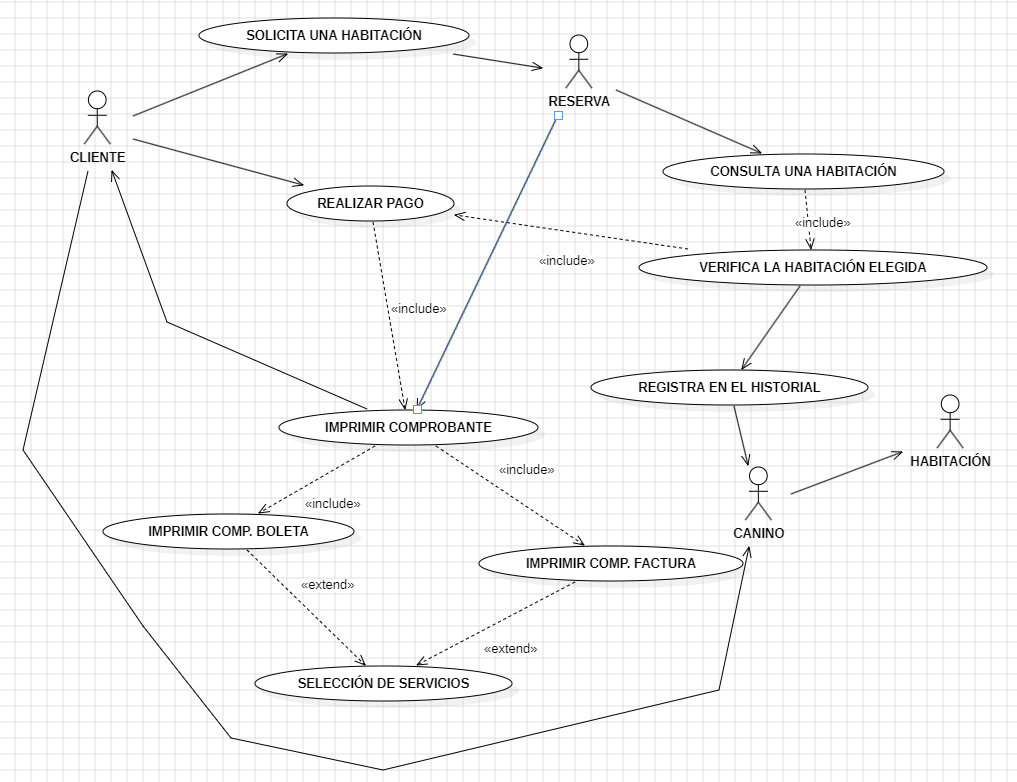 SOLICITA UNA HABITACIÓN
RESERVA
CLIENTE
CONSULTA UNA HABITACIÓN
REALIZAR PAGO
«include»
«include»
VERIFICA LA HABITACIÓN ELEGIDA
«include»
REGISTRA EN EL HISTORIAL
IMPRIMIR COMPROBANTE
HABITACIÓN
«include»
«include»
IMPRIMIR COMP. BOLETA
CANINO
IMPRIMIR COMP. FACTURA
«extend»
«extend»
SELECCIÓN DE SERVICIOS